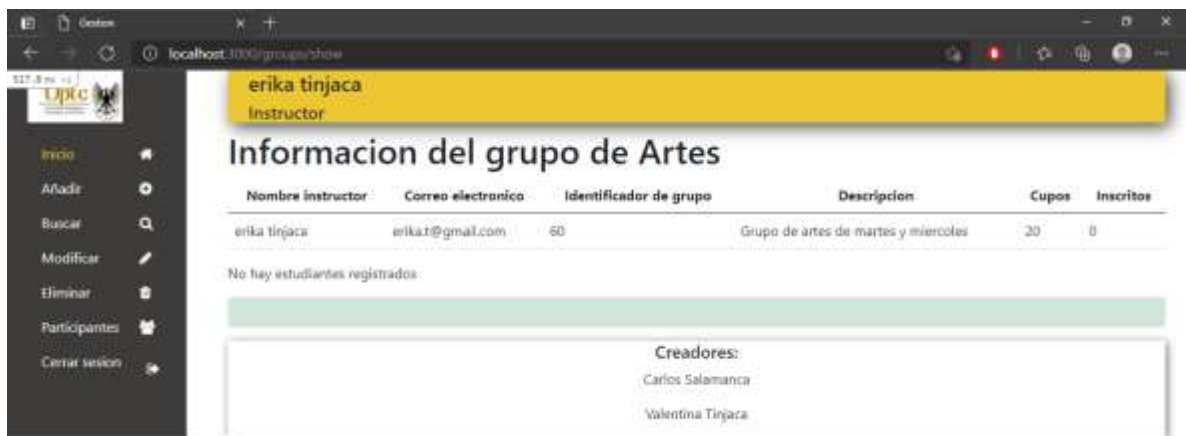 Gestion
localhost:3000/groups/show
Uptc
erika tinjaca
Instructor
Inicio
Añadir
Buscar
Modificar
Eliminar
Participantes
Cerrar sesion
Informacion del grupo de Artes
Nombre instructor Correo electronico Identificador de grupo Descripcion Cupos Inscritos
erika tinjaca erika.t@gmail.com 60 Grupo de artes de martes y miercoles 20 0
No hay estudiantes registrados
Creadores:
Carlos Salamanca
Valentina Tinjaca